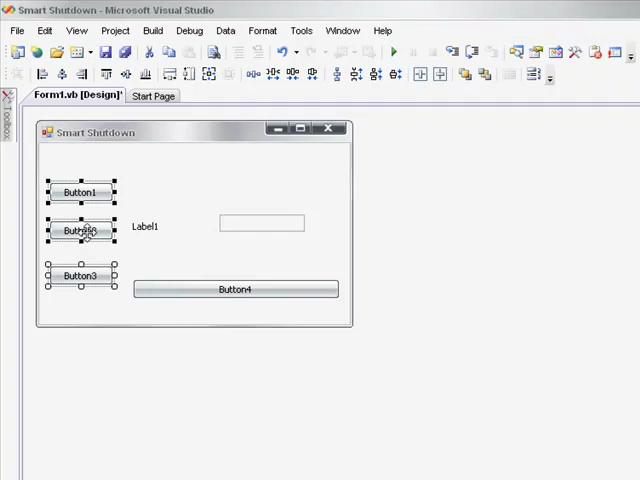 Smart Shutdown - Microsoft Visual Studio
File Edit View Project Build Debug Data Format Tools Window Help
Form1.vb [Design]* Start Page
Toolbox
Smart Shutdown
Button1
Label1
Button3
Button4